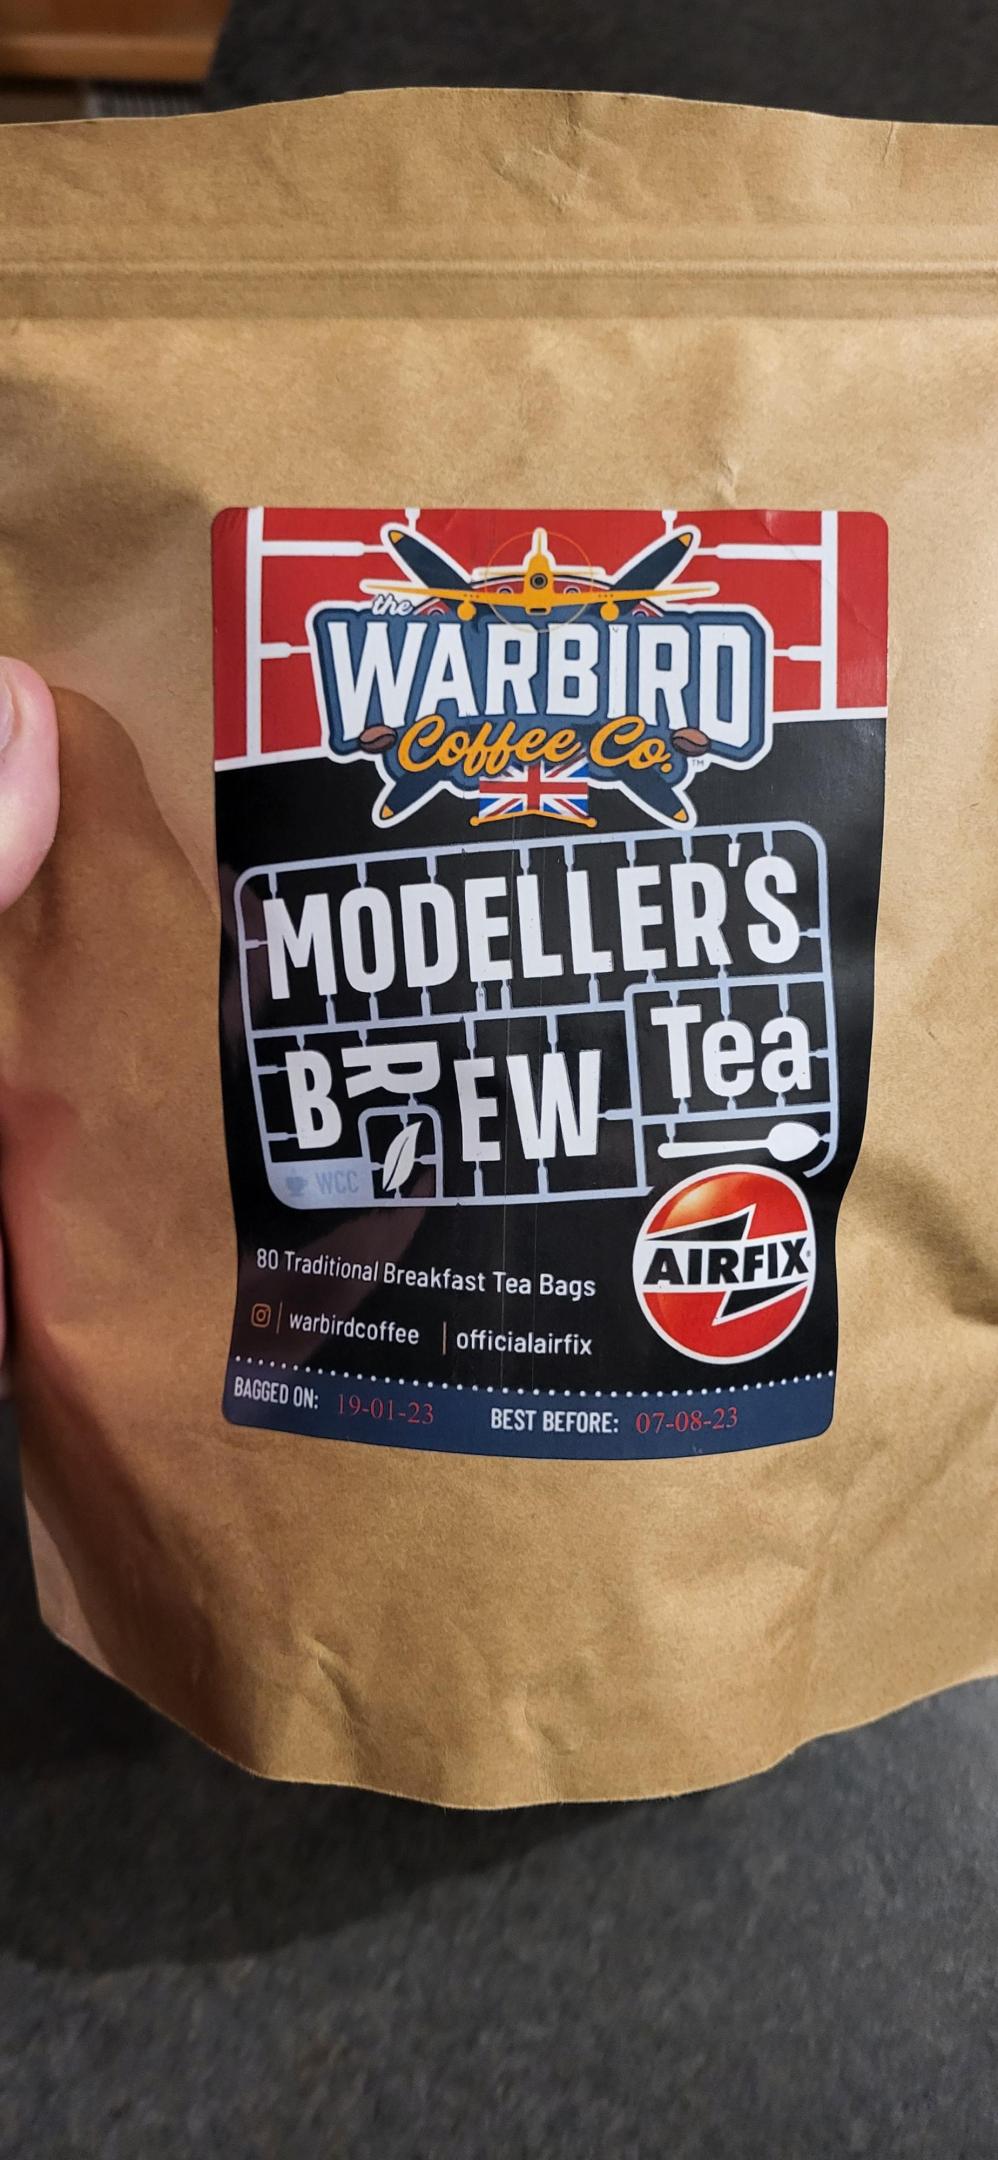 the
WARBIRD
Coffee Co.™
MODELLER'S
BREW
Tea
WCC
AIRFIX
80 Traditional Breakfast Tea Bags
warbirdcoffee | officialairfix
BAGGED ON: 19-01-23 BEST BEFORE: 07-08-23